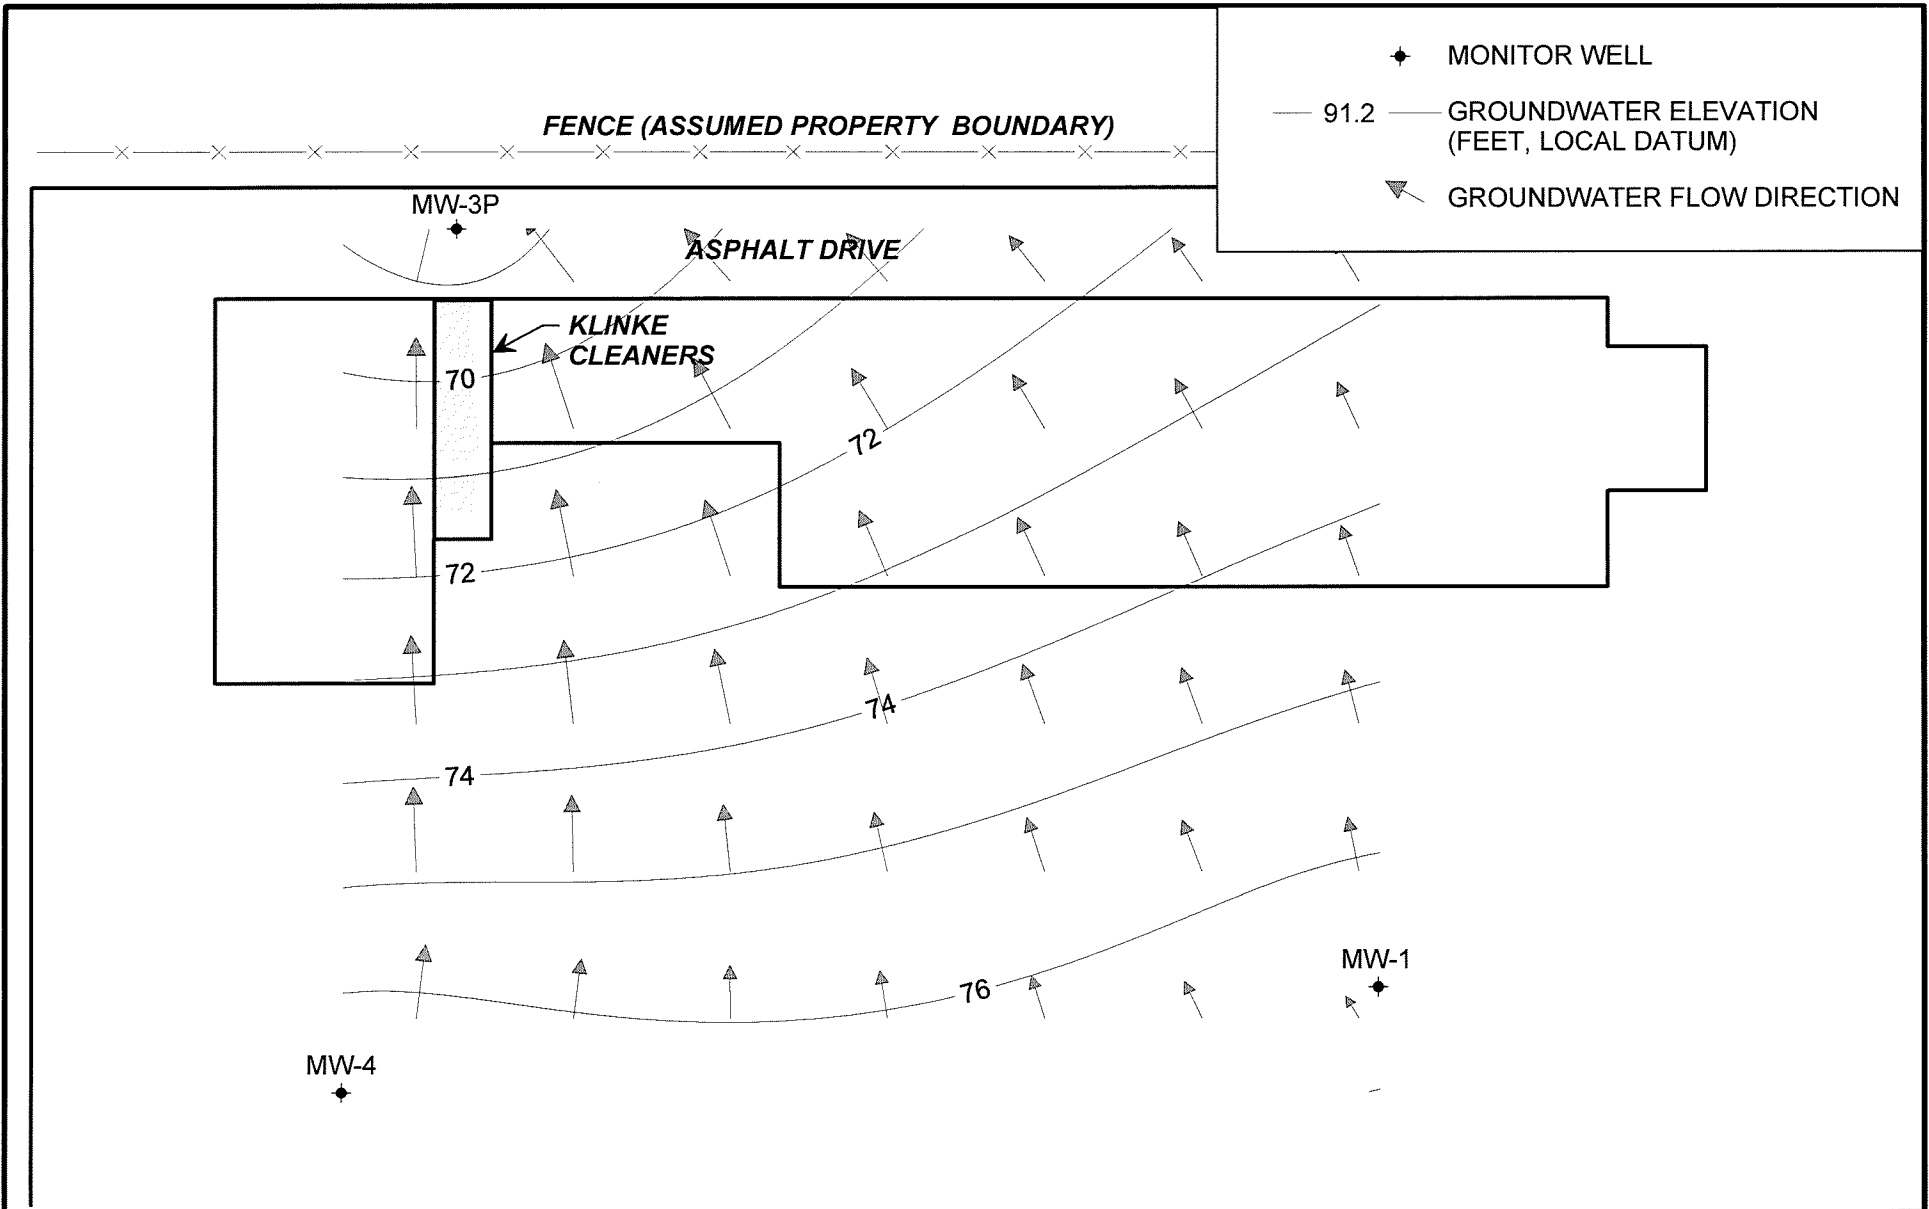 MONITOR WELL
91.2 GROUNDWATER ELEVATION
(FEET, LOCAL DATUM)
GROUNDWATER FLOW DIRECTION
FENCE (ASSUMED PROPERTY BOUNDARY)
MW-3P
ASPHALT DRIVE
KLINKE
CLEANERS
70
72
72
74
74
76
MW-1
MW-4